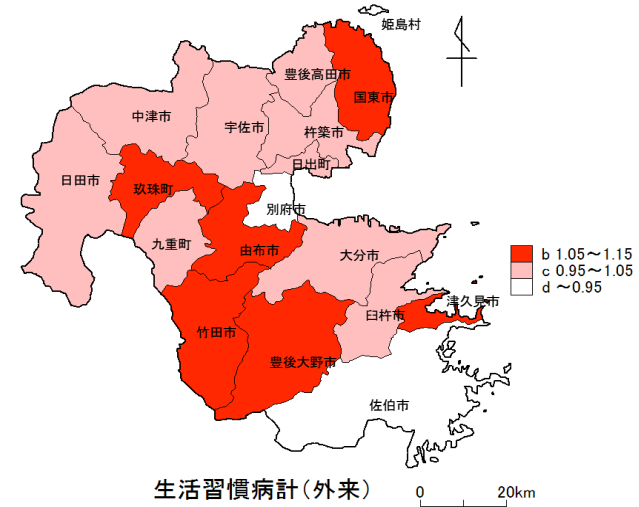 姫島村
豊後高田市
国東市
中津市
宇佐市
杵築市
日出町
日田市
玖珠町
別府市
九重町
由布市
大分市
b 1.05～1.15
c 0.95～1.05
d ～0.95
津久見市
臼杵市
竹田市
豊後大野市
佐伯市
生活習慣病計（外来）
0 20km